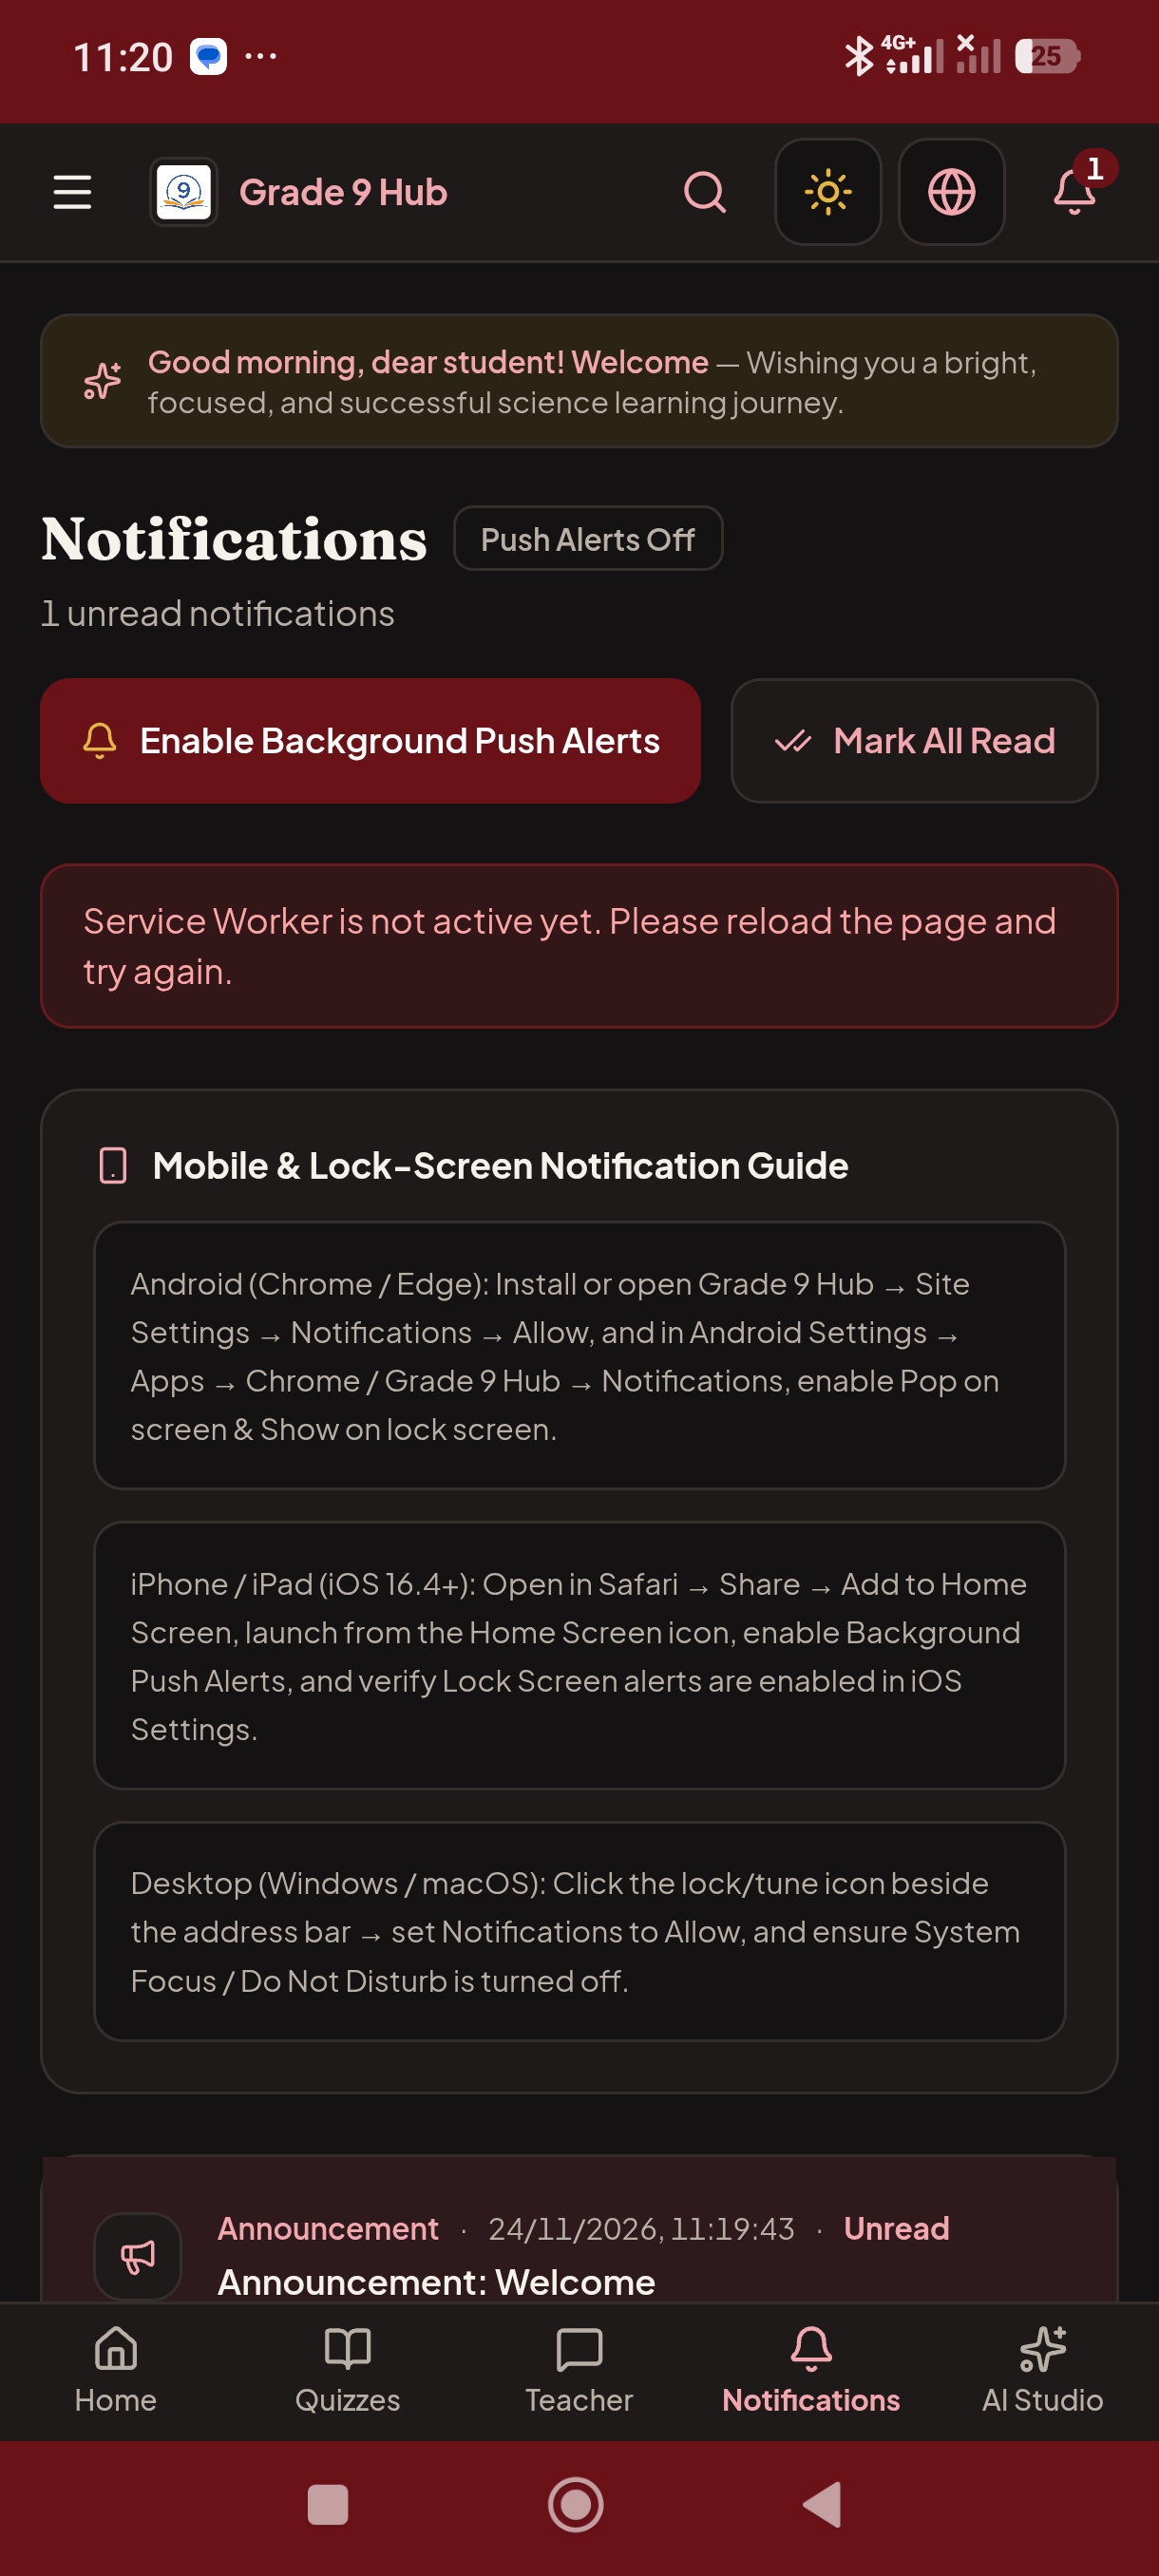 11:20
4G+
25
Grade 9 Hub
1
Good morning, dear student! Welcome — Wishing you a bright,
focused, and successful science learning journey.
Notifications
Push Alerts Off
1 unread notifications
Enable Background Push Alerts
Mark All Read
Service Worker is not active yet. Please reload the page and
try again.
Mobile & Lock-Screen Notification Guide
Android (Chrome / Edge): Install or open Grade 9 Hub → Site
Settings → Notifications → Allow, and in Android Settings →
Apps → Chrome / Grade 9 Hub → Notifications, enable Pop on
screen & Show on lock screen.
iPhone / iPad (iOS 16.4+): Open in Safari → Share → Add to Home
Screen, launch from the Home Screen icon, enable Background
Push Alerts, and verify Lock Screen alerts are enabled in iOS
Settings.
Desktop (Windows / macOS): Click the lock/tune icon beside
the address bar → set Notifications to Allow, and ensure System
Focus / Do Not Disturb is turned off.
Announcement · 24/11/2026, 11:19:43 · Unread
Announcement: Welcome
Home
Quizzes
Teacher
Notifications
AI Studio